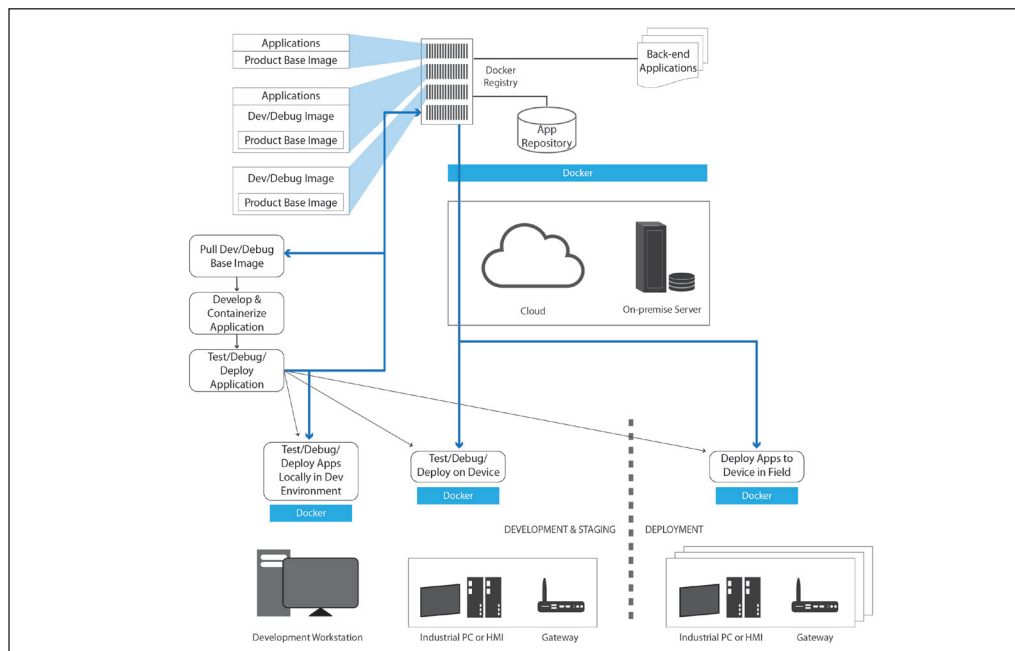 Applications
Product Base Image
Applications
Dev/Debug Image
Product Base Image
Dev/Debug Image
Product Base Image
Docker
Registry
Back-end
Applications
App
Repository
Docker
Cloud
On-premise Server
Pull Dev/Debug
Base Image
Develop &
Containerize
Application
Test/Debug/
Deploy
Application
Test/Debug/
Deploy Apps
Locally in Dev
Environment
Docker
Test/Debug/
Deploy on Device
Docker
Deploy Apps to
Device in Field
Docker
DEVELOPMENT & STAGING
DEPLOYMENT
Development Workstation
Industrial PC or HMI
Gateway
Industrial PC or HMI
Gateway